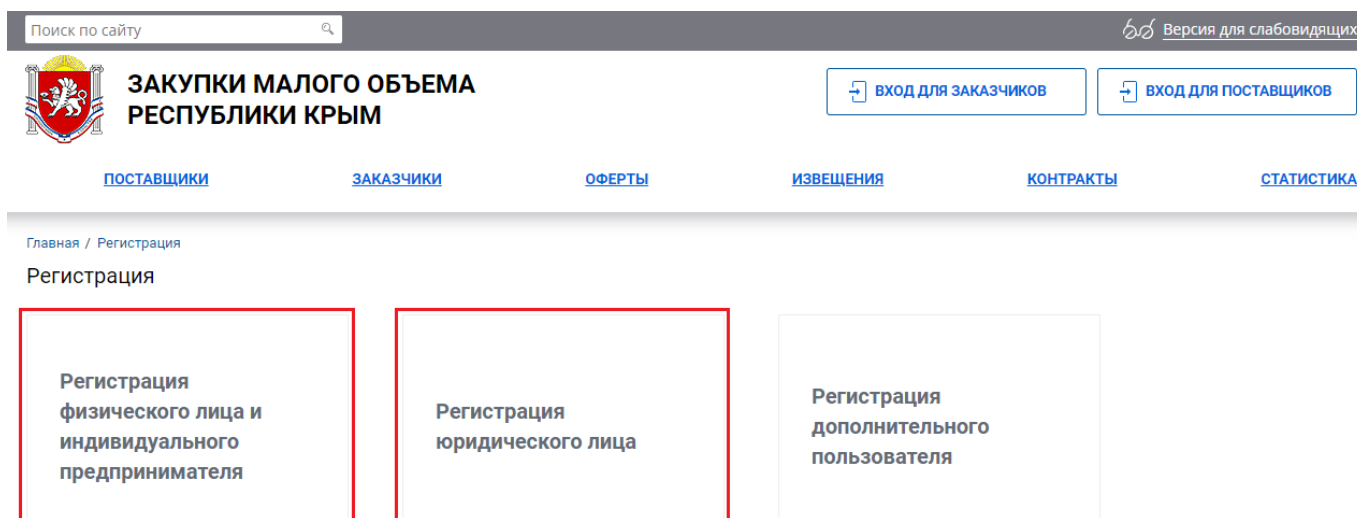 Поиск по сайту
Версия для слабовидящих
ЗАКУПКИ МАЛОГО ОБЪЕМА
РЕСПУБЛИКИ КРЫМ
ВХОД ДЛЯ ЗАКАЗЧИКОВ
ВХОД ДЛЯ ПОСТАВЩИКОВ
ПОСТАВЩИКИ ЗАКАЗЧИКИ ОФЕРТЫ ИЗВЕЩЕНИЯ КОНТРАКТЫ СТАТИСТИКА
Главная / Регистрация
Регистрация
Регистрация
физического лица и
индивидуального
предпринимателя
Регистрация
юридического лица
Регистрация
дополнительного
пользователя